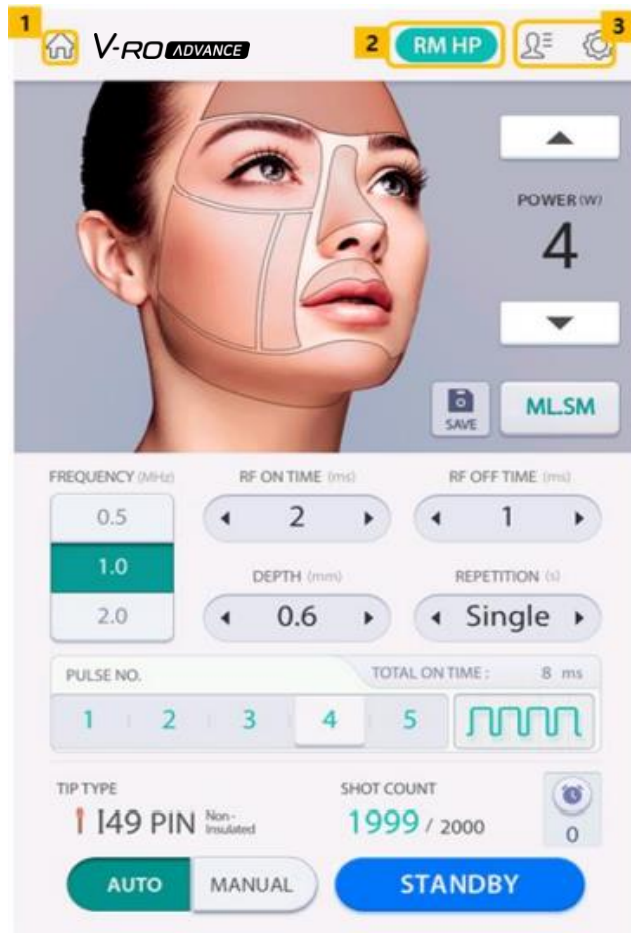 1
V-RO ADVANCE
2
RM HP
3
POWER (W)
4
SAVE
ML.SM
FREQUENCY (MHz)
RF ON TIME (ms)
RF OFF TIME (ms)
0.5
1.0
2.0
2
1
DEPTH (mm)
REPETITION (s)
0.6
Single
PULSE NO.
TOTAL ON TIME : 8 ms
1 2 3 4 5
TIP TYPE
I49 PIN Non-
Insulated
SHOT COUNT
1999 / 2000
0
AUTO
MANUAL
STANDBY